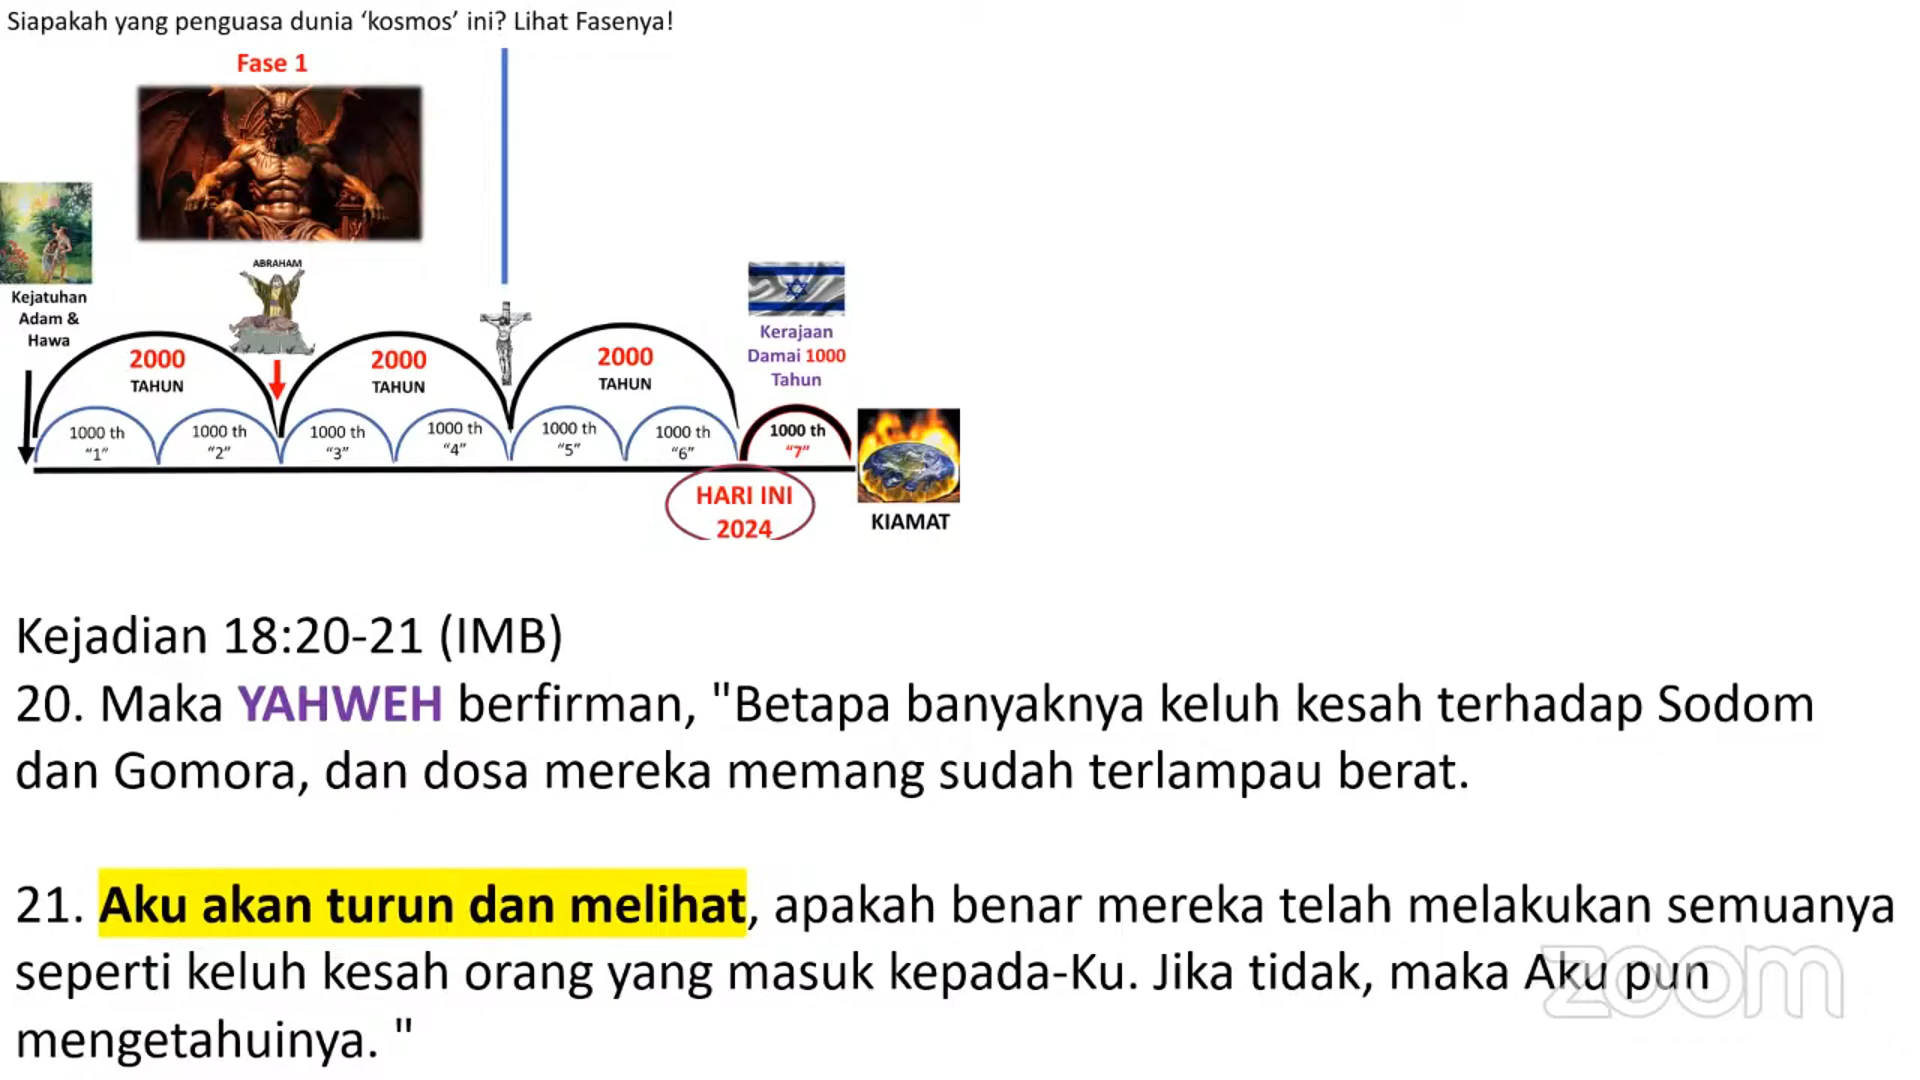 Siapakah yang penguasa dunia ‘kosmos’ ini? Lihat Fasenya!
Fase 1
ABRAHAM
Kejatuhan
Adam &
Hawa
2000
TAHUN
2000
TAHUN
2000
TAHUN
Kerajaan
Damai 1000
Tahun
1000 th
“1”
1000 th
“2”
1000 th
“3”
1000 th
“4”
1000 th
“5”
1000 th
“6”
1000 th
“7”
HARI INI
2024
KIAMAT
Kejadian 18:20-21 (IMB)
20. Maka YAHWEH berfirman, "Betapa banyaknya keluh kesah terhadap Sodom
dan Gomora, dan dosa mereka memang sudah terlampau berat.
21. Aku akan turun dan melihat, apakah benar mereka telah melakukan semuanya
seperti keluh kesah orang yang masuk kepada-Ku. Jika tidak, maka Aku pun
mengetahuinya. "
zoom